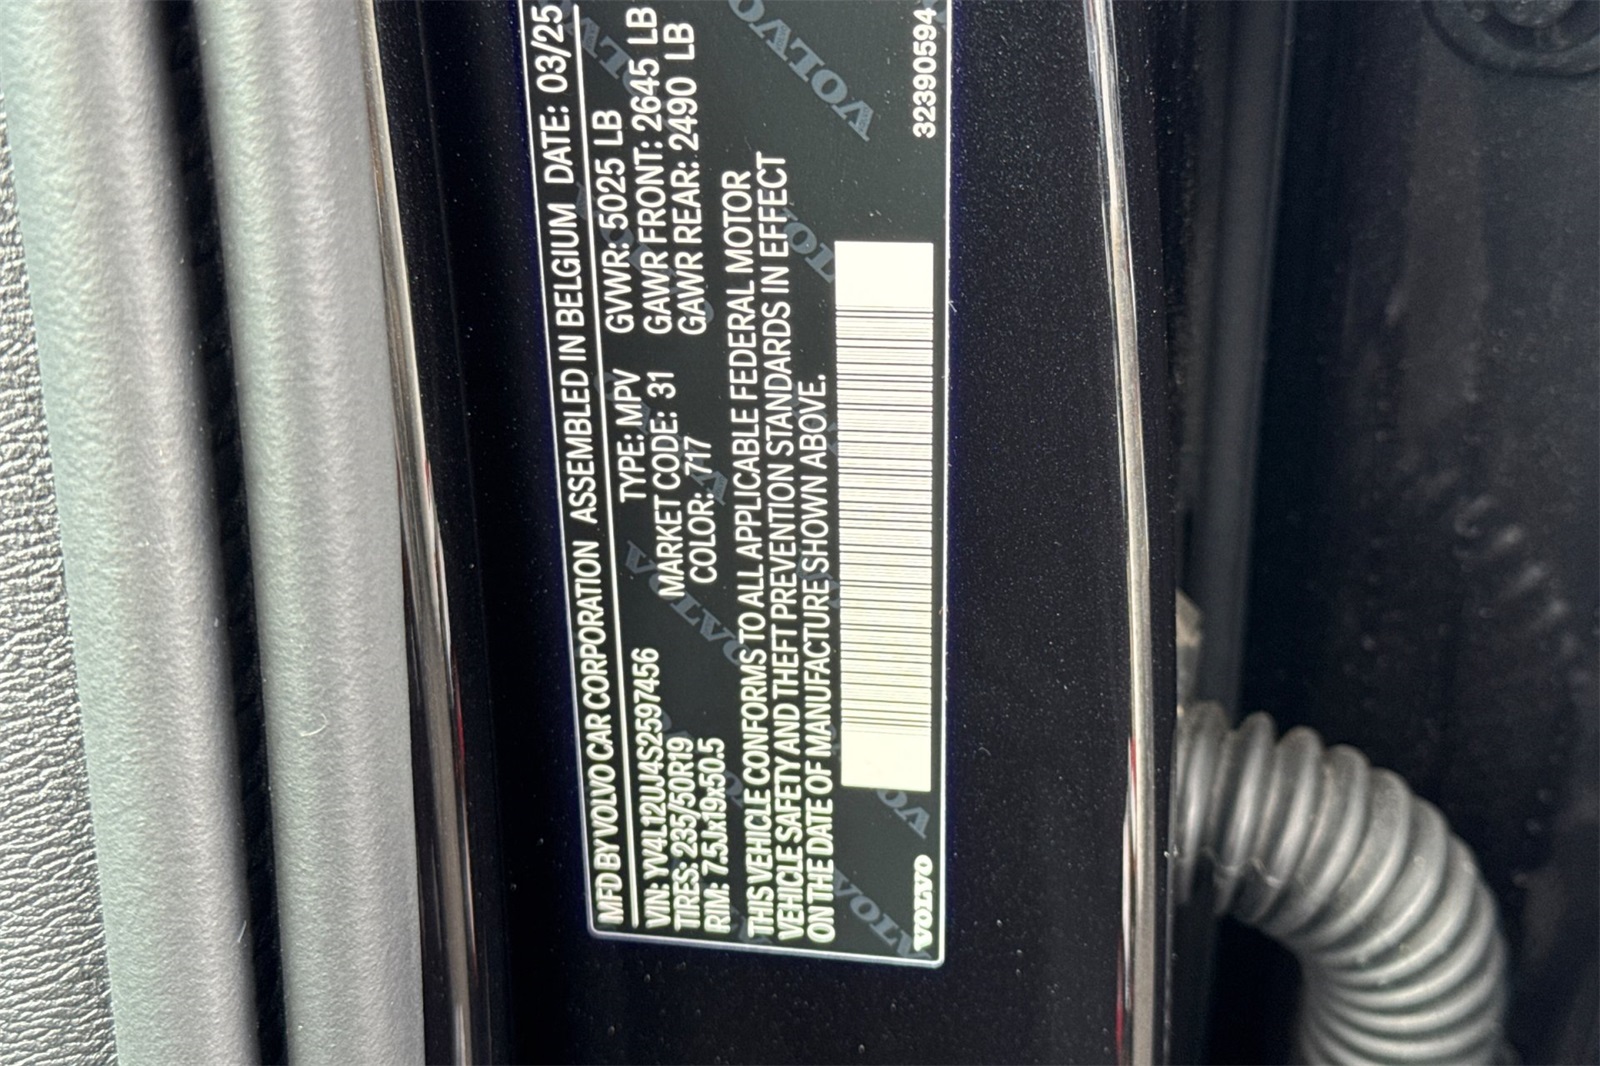 MFD BY VOLVO CAR CORPORATION ASSEMBLED IN BELGIUM DATE: 03/25
VIN: YV4L12UJ4S2597456 TYPE: MPV GVWR: 5025 LB
TIRES: 235/50R19 MARKET CODE: 31 GAWR FRONT: 2645 LB
RIM: 7.5Jx19x50.5 COLOR: 717 GAWR REAR: 2490 LB
THIS VEHICLE CONFORMS TO ALL APPLICABLE FEDERAL MOTOR
VEHICLE SAFETY AND THEFT PREVENTION STANDARDS IN EFFECT
ON THE DATE OF MANUFACTURE SHOWN ABOVE.
VOLVO 32390594